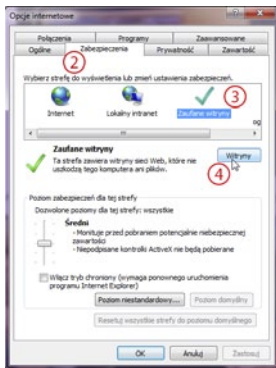 Opcje internetowe
Połączenia Programy Zaawansowane
Ogólne Zabezpieczenia Prywatność Zawartość
2
Wybierz strefę do wyświetlenia lub zmień ustawienia zabezpieczeń.
3
Internet Lokalny intranet Zaufane witryny
og
Zaufane witryny
Witryny
Ta strefa zawiera witryny sieci Web, które nie
uszkodzą tego komputera ani plików.
4
Poziom zabezpieczeń dla tej strefy
Dozwolone poziomy dla tej strefy: wszystkie
Średni
- Monituje przed pobraniem potencjalnie niebezpiecznej
zawartości
- Niepodpisane kontrolki ActiveX nie będą pobierane
Włącz tryb chroniony (wymaga ponownego uruchomienia
programu Internet Explorer)
Poziom niestandardowy... Poziom domyślny
Resetuj wszystkie strefy do poziomu domyślnego
OK Anuluj Zastosuj